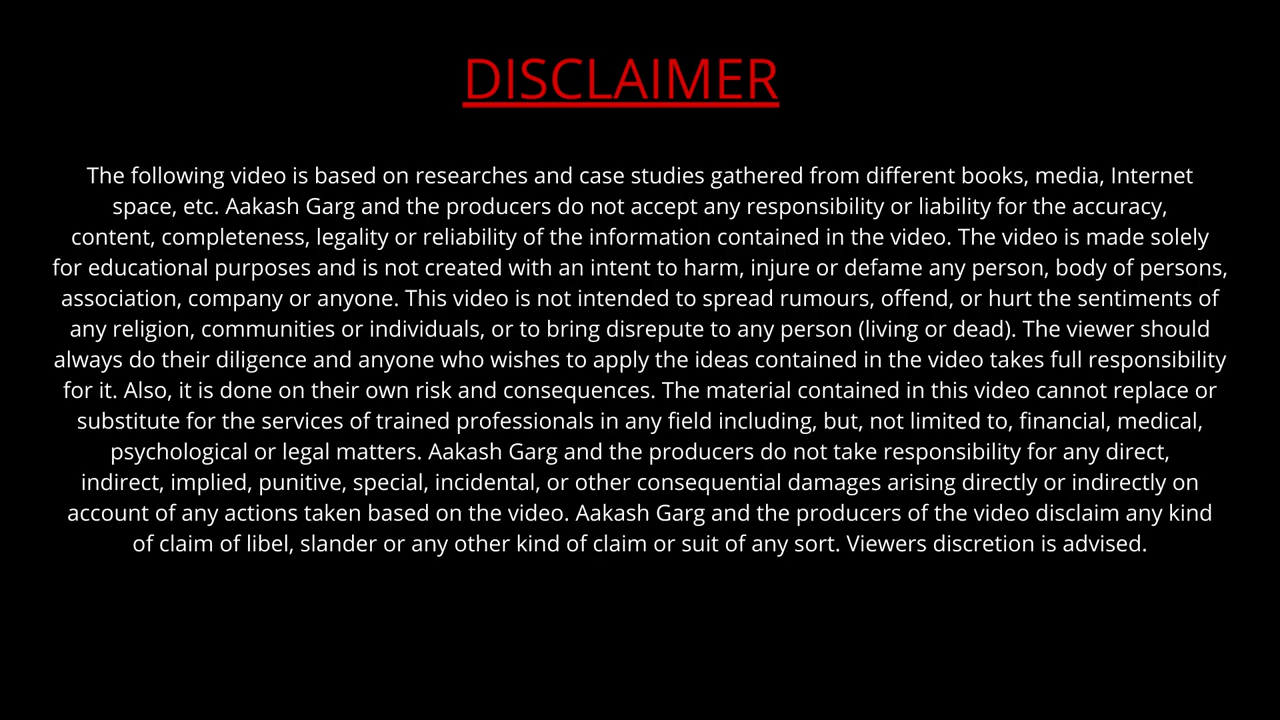 DISCLAIMER
The following video is based on researches and case studies gathered from different books, media, Internet
space, etc. Aakash Garg and the producers do not accept any responsibility or liability for the accuracy,
content, completeness, legality or reliability of the information contained in the video. The video is made solely
for educational purposes and is not created with an intent to harm, injure or defame any person, body of persons,
association, company or anyone. This video is not intended to spread rumours, offend, or hurt the sentiments of
any religion, communities or individuals, or to bring disrepute to any person (living or dead). The viewer should
always do their diligence and anyone who wishes to apply the ideas contained in the video takes full responsibility
for it. Also, it is done on their own risk and consequences. The material contained in this video cannot replace or
substitute for the services of trained professionals in any field including, but, not limited to, financial, medical,
psychological or legal matters. Aakash Garg and the producers do not take responsibility for any direct,
indirect, implied, punitive, special, incidental, or other consequential damages arising directly or indirectly on
account of any actions taken based on the video. Aakash Garg and the producers of the video disclaim any kind
of claim of libel, slander or any other kind of claim or suit of any sort. Viewers discretion is advised.